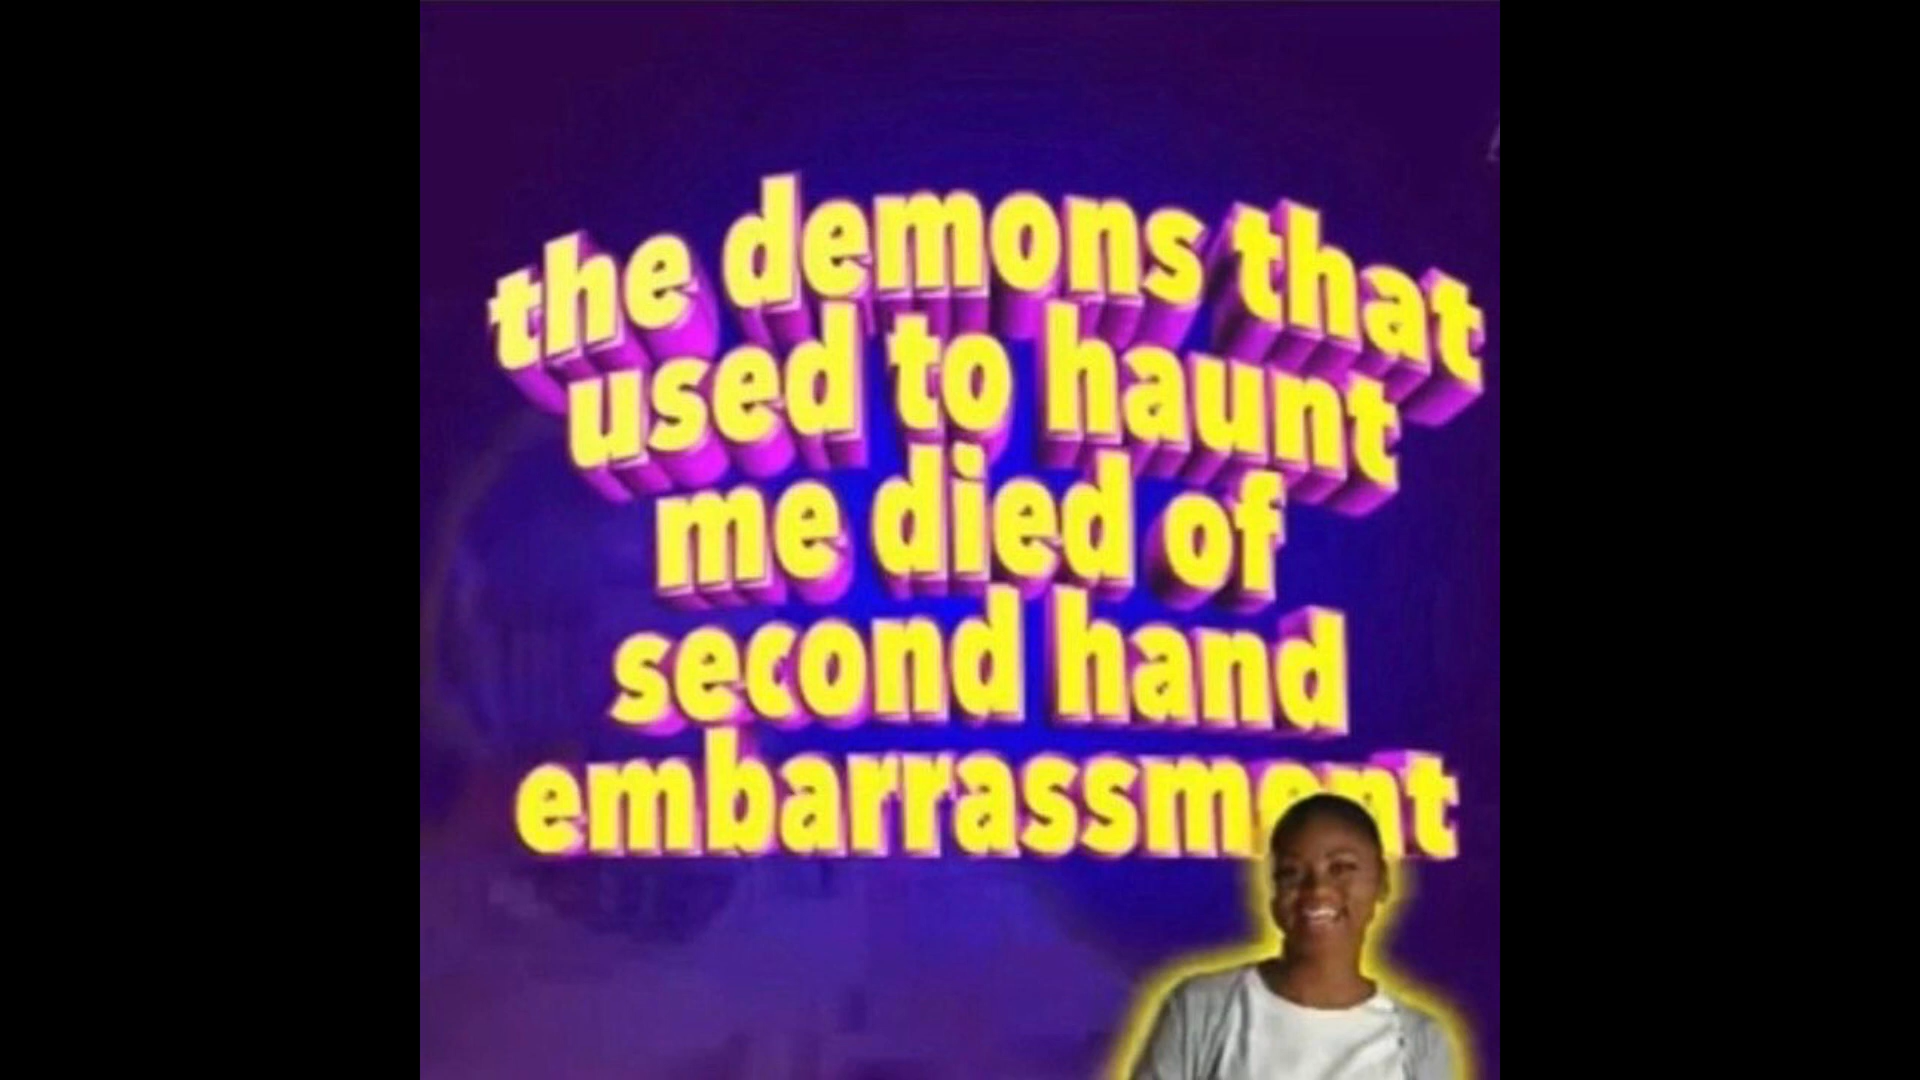 the demons that
used to haunt
me died of
second hand
embarrassment